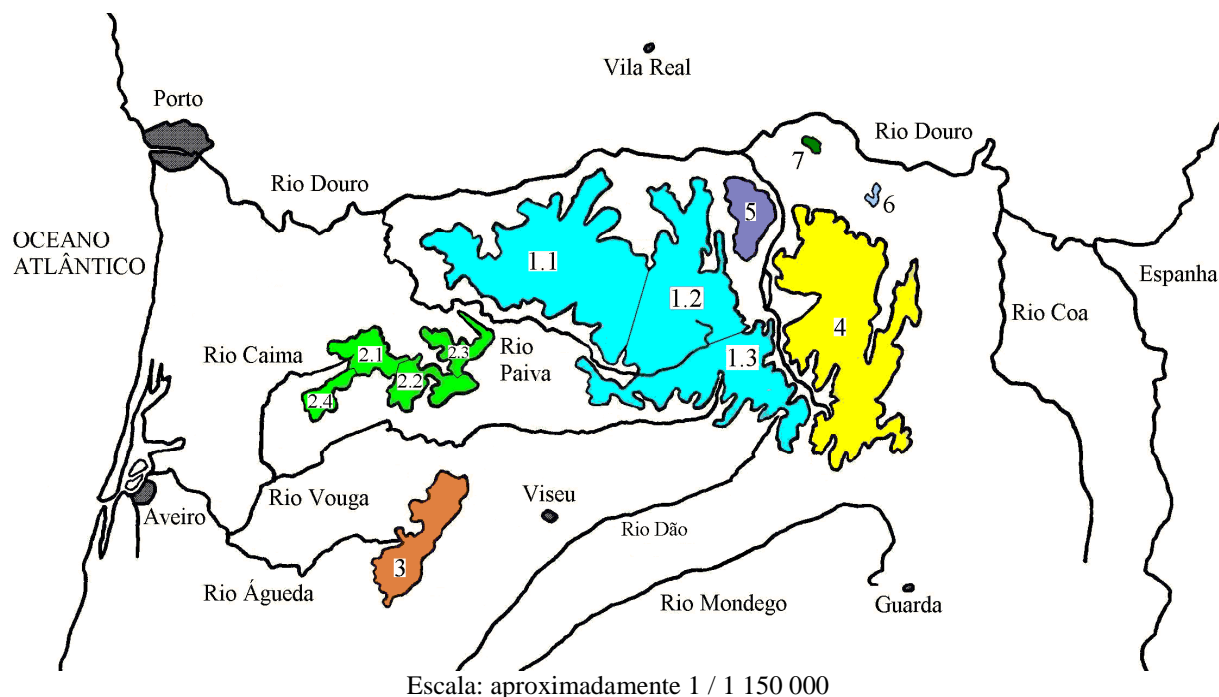 Vila Real
Porto
Rio Douro
7
Rio Douro
5
6
OCEANO
ATLÂNTICO
1.1
Espanha
1.2
Rio Coa
4
Rio Caima
2.1
2.3
Rio
Paiva
1.3
2.2
2.4
Rio Vouga
Viseu
Aveiro
Rio Dão
3
Rio Águeda
Rio Mondego
Guarda
Escala: aproximadamente 1 / 1 150 000